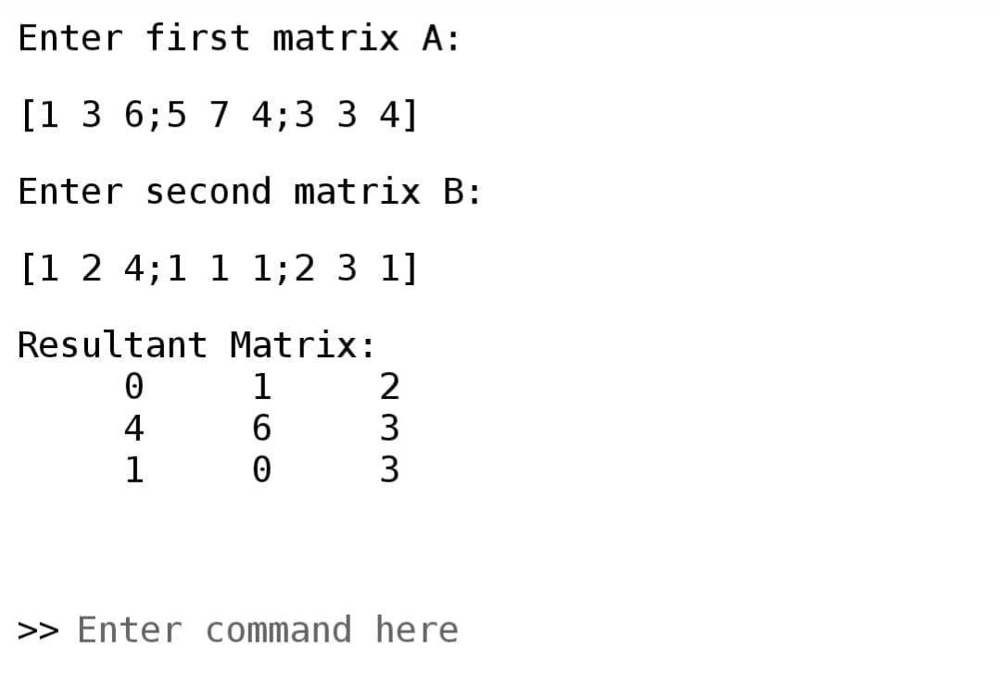 Enter first matrix A:
[1 3 6;5 7 4;3 3 4]
Enter second matrix B:
[1 2 4;1 1 1;2 3 1]
Resultant Matrix:
0 1 2
4 6 3
1 0 3
>> Enter command here